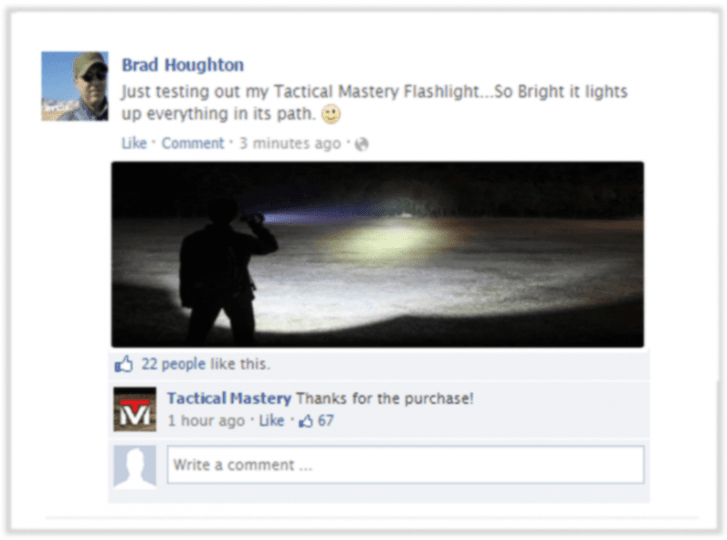 Brad Houghton
Just testing out my Tactical Mastery Flashlight...So Bright it lights
up everything in its path.
Like · Comment · 3 minutes ago ·
22 people like this.
Tactical Mastery Thanks for the purchase!
1 hour ago · Like · 67
Write a comment ...